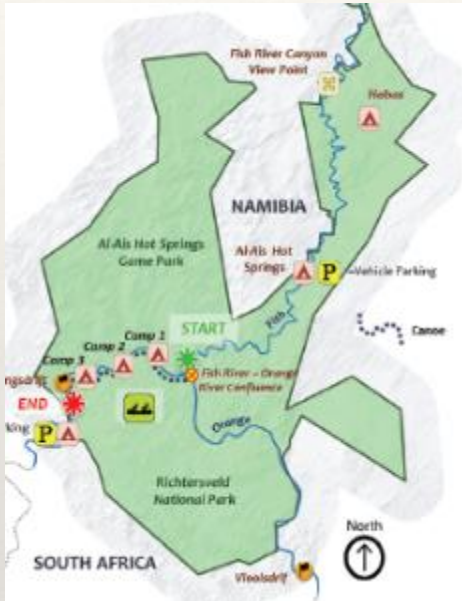 Fish River Canyon
View Point
Hobas
NAMIBIA
Ai-Ais Hot Springs
Game Park
Ai-Ais Hot
Springs
P
Vehicle Parking
Fish
Canoe
START
Camp 1
Camp 2
Camp 3
Fish River – Orange
River Confluence
ngsdrift
END
king
P
Orange
Richtersveld
National Park
North
SOUTH AFRICA
Vioolsdrif